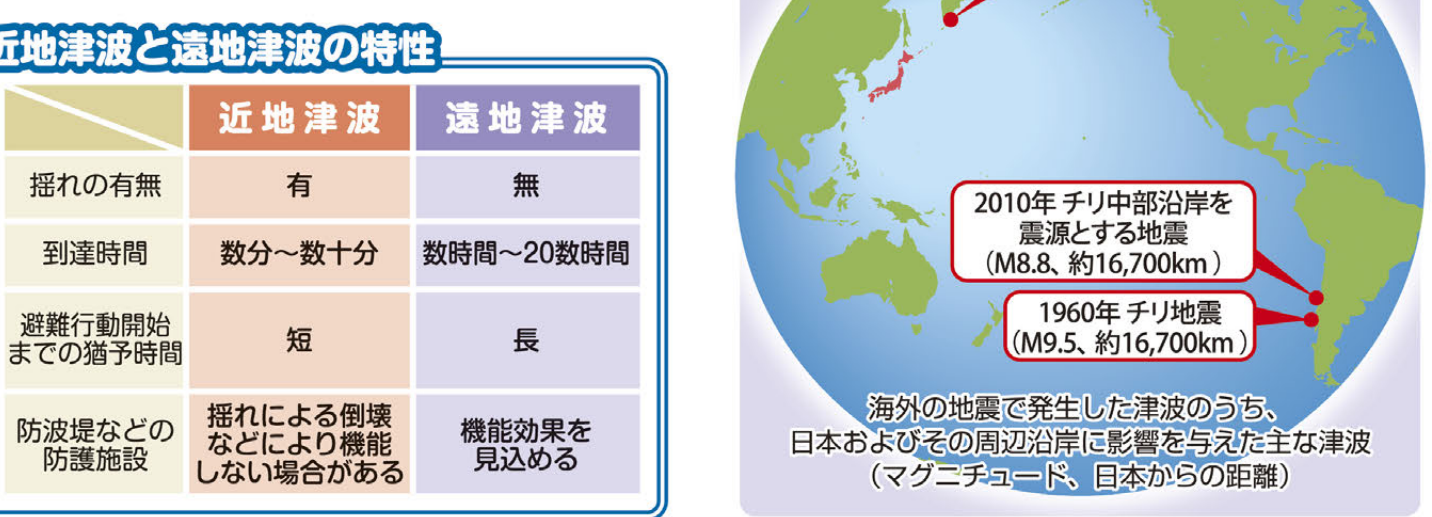 近地津波と遠地津波の特性
近地津波
遠地津波
揺れの有無
有
無
到達時間
数分～数十分
数時間～20数時間
避難行動開始
までの猶予時間
短
長
防波堤などの
防護施設
揺れによる倒壊
などにより機能
しない場合がある
機能効果を
見込める
2010年 チリ中部沿岸を
震源とする地震
（M8.8、約16,700km）
1960年 チリ地震
（M9.5、約16,700km）
海外の地震で発生した津波のうち、
日本およびその周辺沿岸に影響を与えた主な津波
（マグニチュード、日本からの距離）